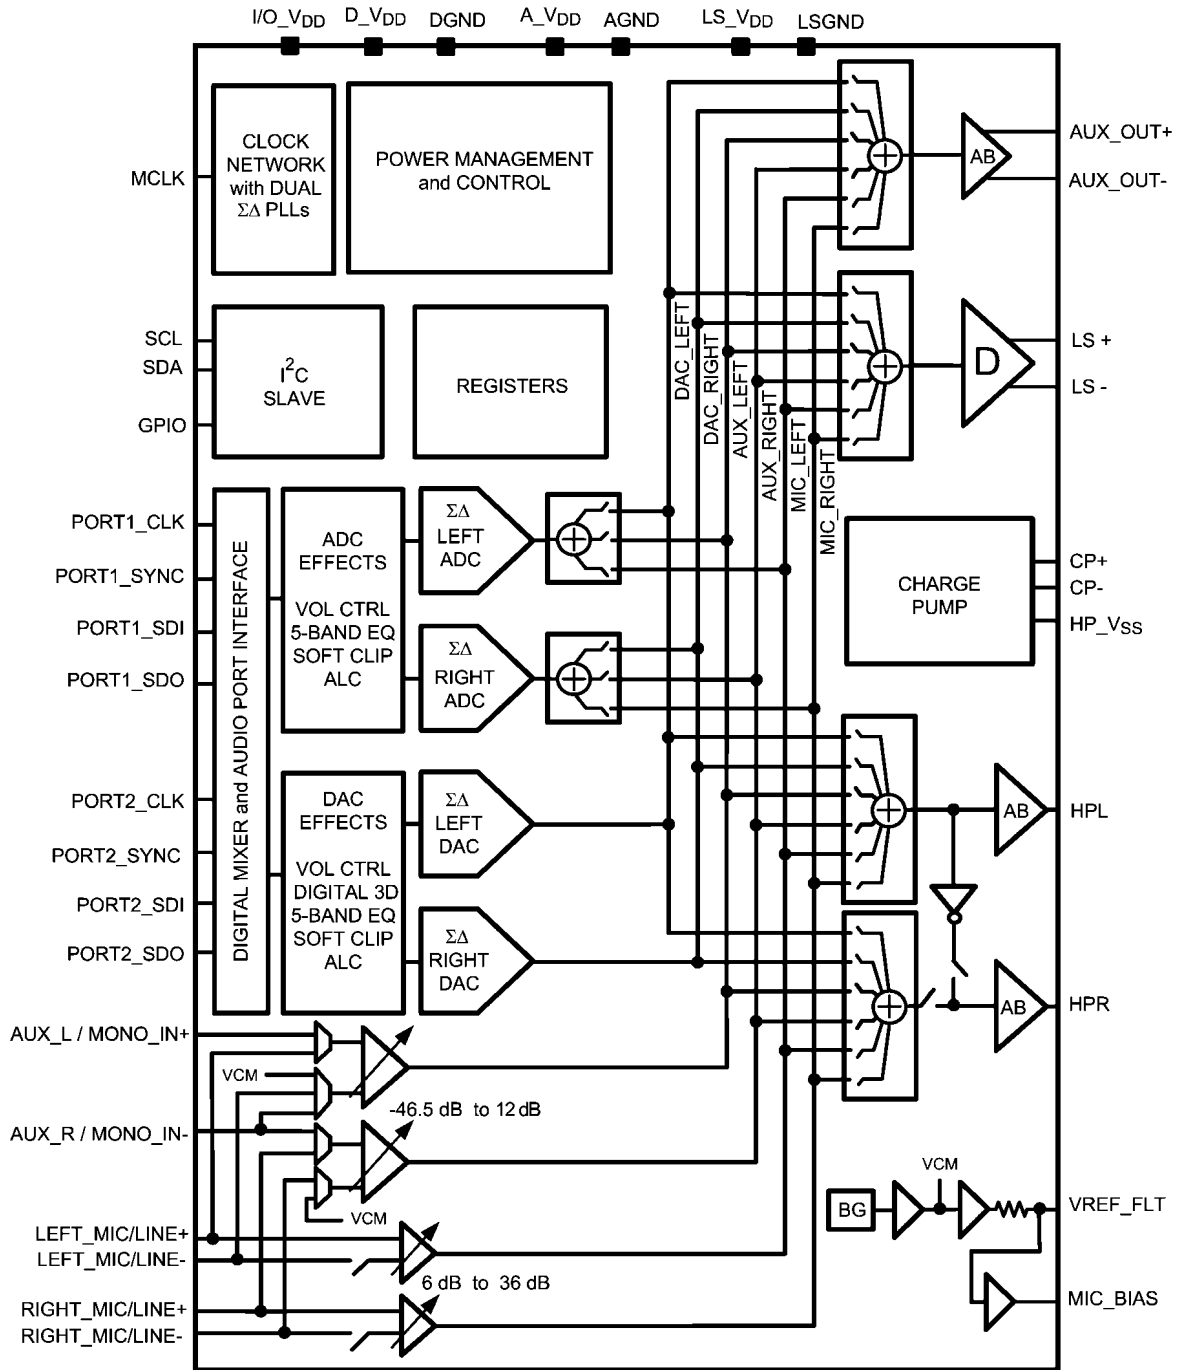 I/O_VDD
D_VDD
DGND
A_VDD
AGND
LS_VDD
LSGND
MCLK
CLOCK
NETWORK
with DUAL
ΣΔ PLLs
POWER MANAGEMENT
and CONTROL
AB
AUX_OUT+
AUX_OUT-
SCL
SDA
GPIO
I2C
SLAVE
REGISTERS
DAC_LEFT
DAC_RIGHT
AUX_LEFT
AUX_RIGHT
MIC_LEFT
MIC_RIGHT
D
LS +
LS -
PORT1_CLK
PORT1_SYNC
PORT1_SDI
PORT1_SDO
PORT2_CLK
PORT2_SYNC
PORT2_SDI
PORT2_SDO
DIGITAL MIXER and AUDIO PORT INTERFACE
ADC
EFFECTS
VOL CTRL
5-BAND EQ
SOFT CLIP
ALC
ΣΔ
LEFT
ADC
ΣΔ
RIGHT
ADC
CHARGE
PUMP
CP+
CP-
HP_VSS
DAC
EFFECTS
VOL CTRL
DIGITAL 3D
5-BAND EQ
SOFT CLIP
ALC
ΣΔ
LEFT
DAC
ΣΔ
RIGHT
DAC
AB
HPL
AB
HPR
AUX_L / MONO_IN+
VCM
-46.5 dB to 12 dB
AUX_R / MONO_IN-
VCM
LEFT_MIC/LINE+
LEFT_MIC/LINE-
6 dB to 36 dB
RIGHT_MIC/LINE+
RIGHT_MIC/LINE-
VCM
BG
VREF_FLT
MIC_BIAS